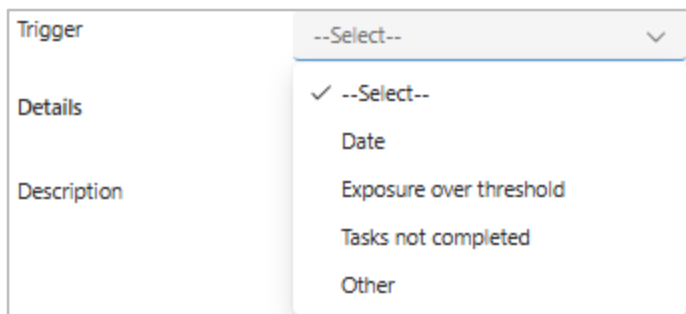 Trigger
--Select--
--Select--
Details
Date
Description
Exposure over threshold
Tasks not completed
Other